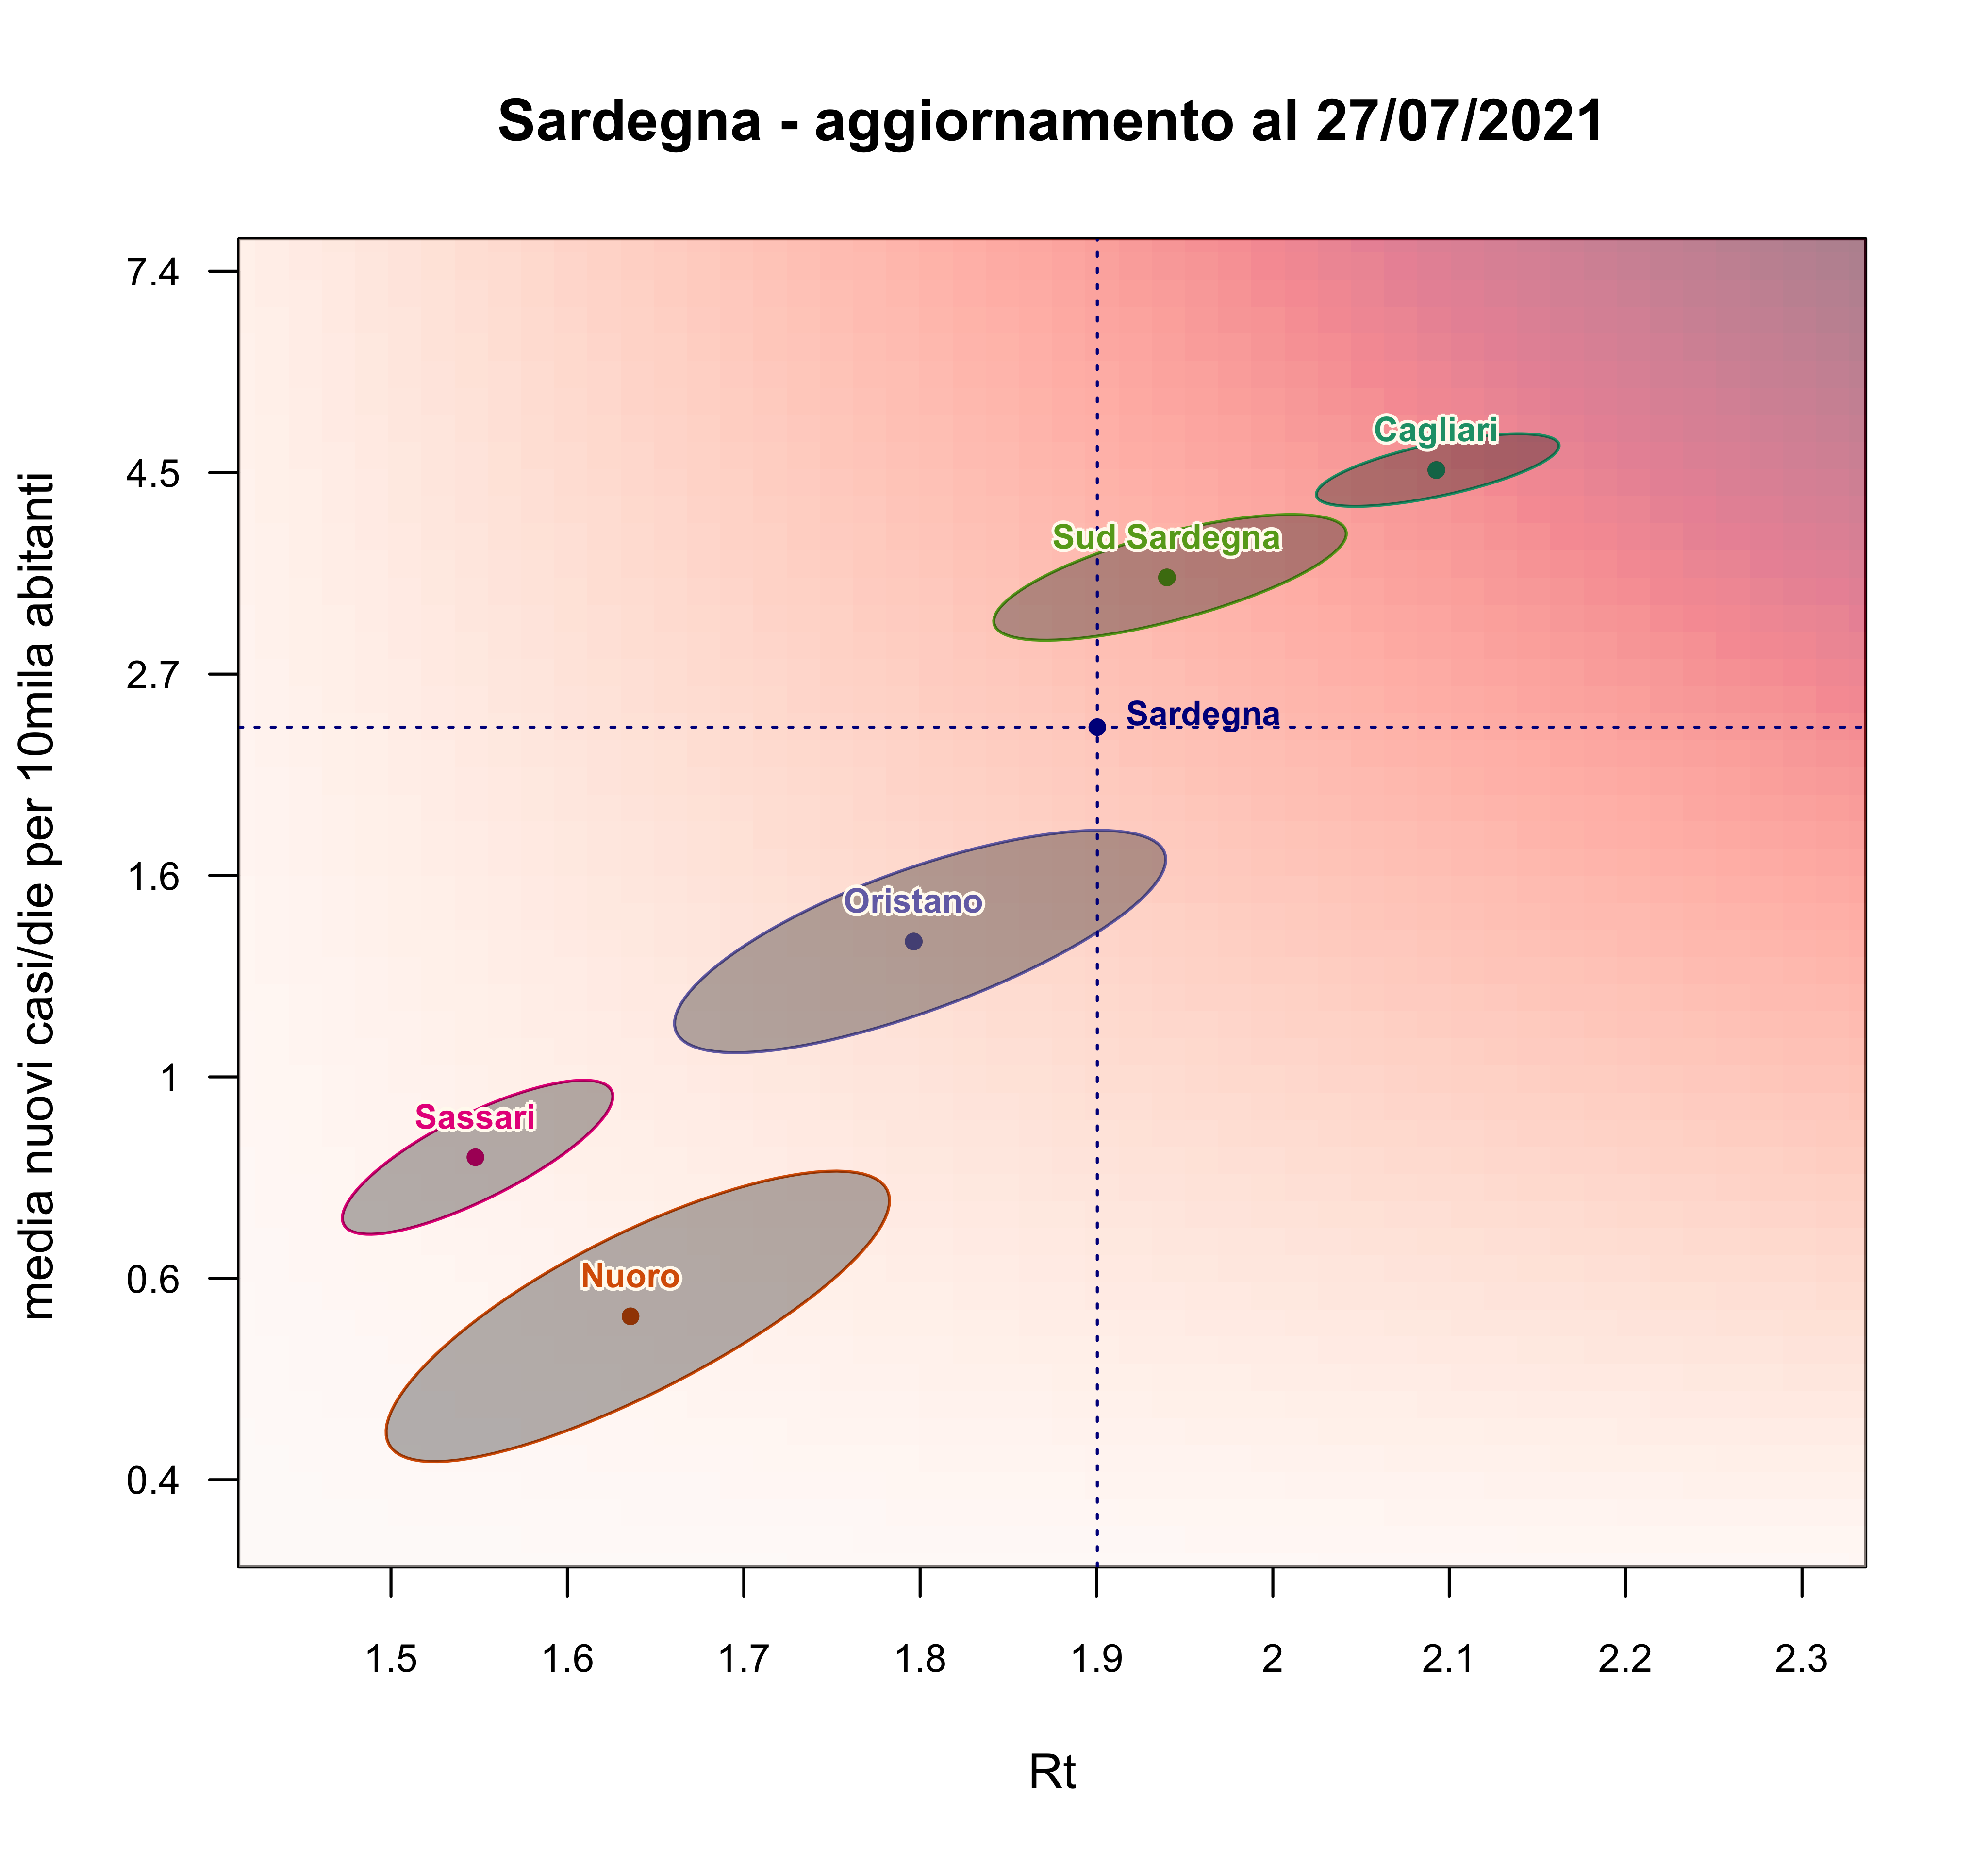 Sardegna - aggiornamento al 27/07/2021
media nuovi casi/die per 10mila abitanti
7.4
4.5
2.7
1.6
1
0.6
0.4
Cagliari
Sud Sardegna
Sardegna
Oristano
Sassari
Nuoro
1.5 1.6 1.7 1.8 1.9 2 2.1 2.2 2.3
Rt